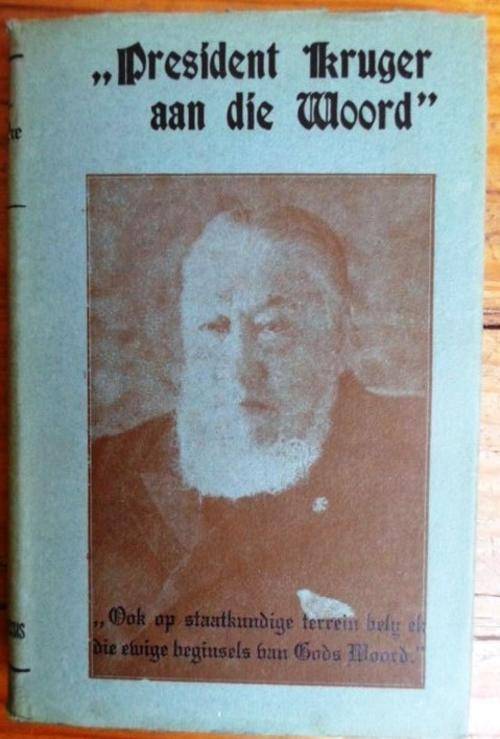 „President Kruger
aan die Woord”
„Ook op staatkundige terrein bely ek
die ewige beginsels van Gods Woord.”